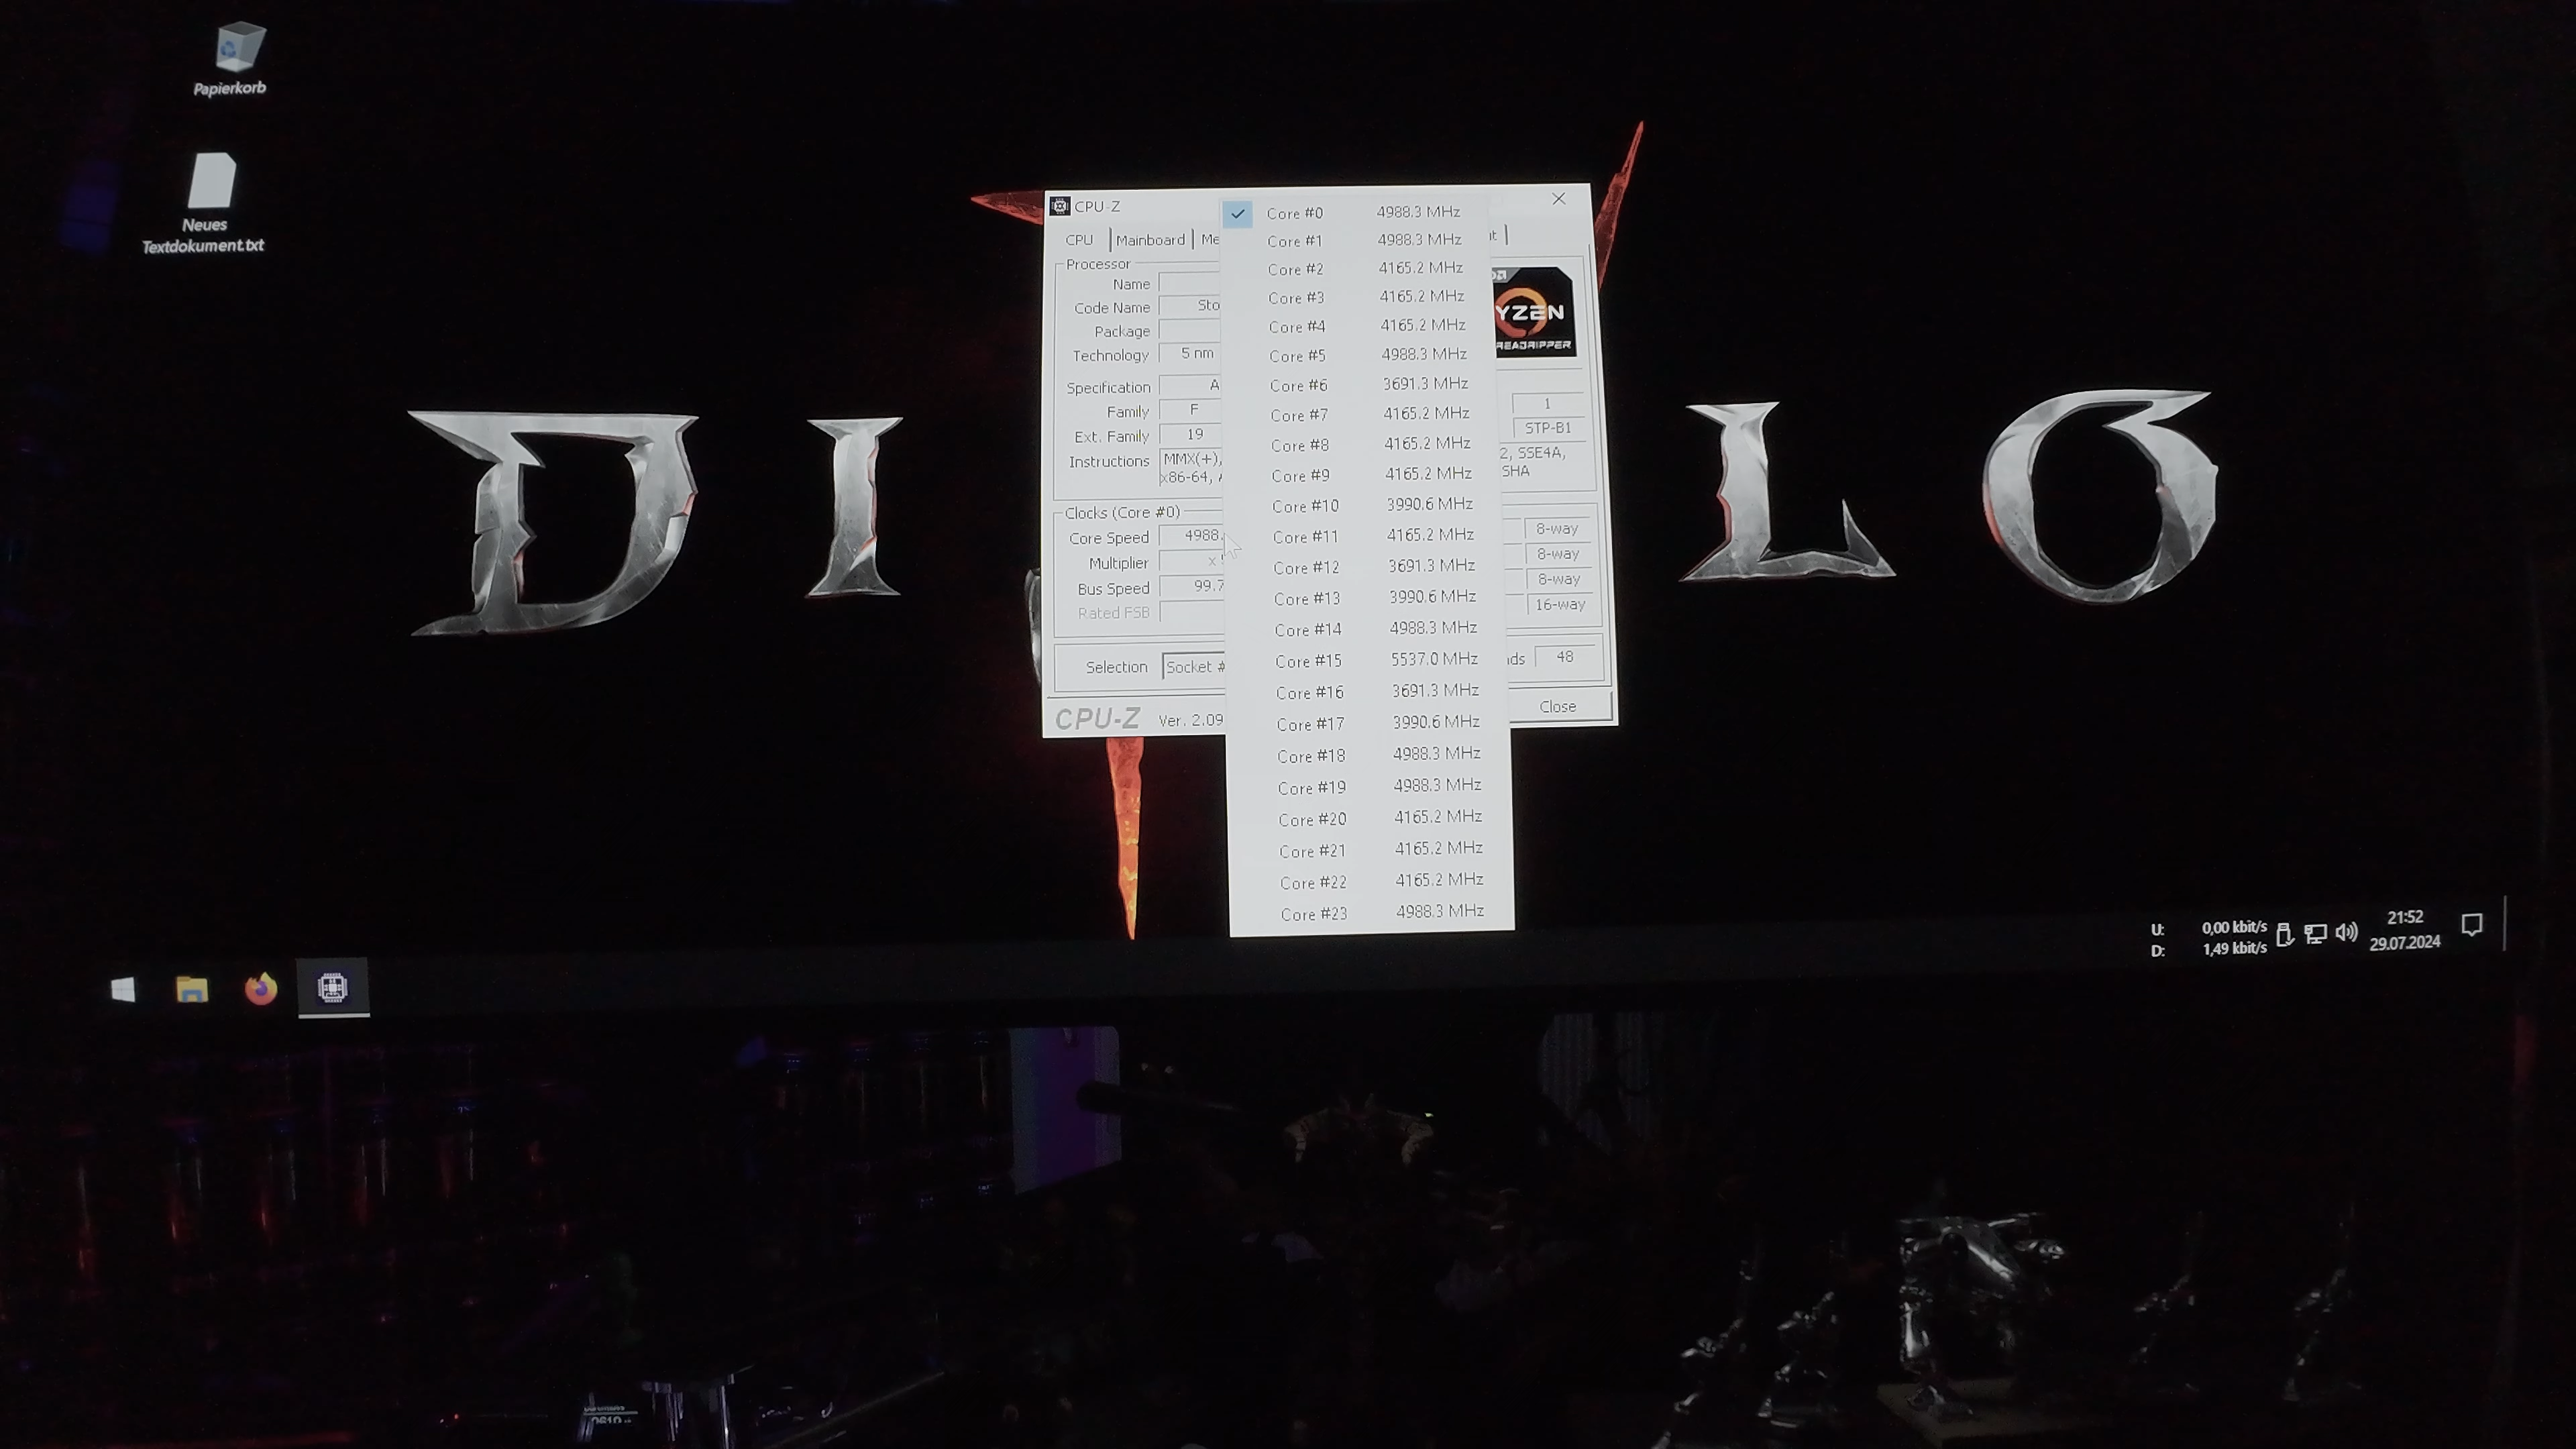 Papierkorb
Neues
Textdokument.txt
CPU-Z
CPU
Mainboard
Me
Processor
Name
Code Name Sto
Package
Technology 5 nm
Specification A
Family F
Ext. Family 19
Instructions MMX(+),
x86-64, A
Clocks (Core #0)
Core Speed 4988.
Multiplier x
Bus Speed 99.7
Rated FSB
Selection Socket #
CPU-Z Ver. 2.09
Core #0 4988.3 MHz
Core #1 4988.3 MHz
Core #2 4165.2 MHz
Core #3 4165.2 MHz
Core #4 4165.2 MHz
Core #5 4988.3 MHz
Core #6 3691.3 MHz
Core #7 4165.2 MHz
Core #8 4165.2 MHz
Core #9 4165.2 MHz
Core #10 3990.6 MHz
Core #11 4165.2 MHz
Core #12 3691.3 MHz
Core #13 3990.6 MHz
Core #14 4988.3 MHz
Core #15 5537.0 MHz
Core #16 3691.3 MHz
Core #17 3990.6 MHz
Core #18 4988.3 MHz
Core #19 4988.3 MHz
Core #20 4165.2 MHz
Core #21 4165.2 MHz
Core #22 4165.2 MHz
Core #23 4988.3 MHz
YZEN
READRIPPER
1
STP-B1
2, SSE4A,
SHA
8-way
8-way
8-way
16-way
ds 48
Close
DI LO
U: 0,00 kbit/s
D: 1,49 kbit/s
21:52
29.07.2024